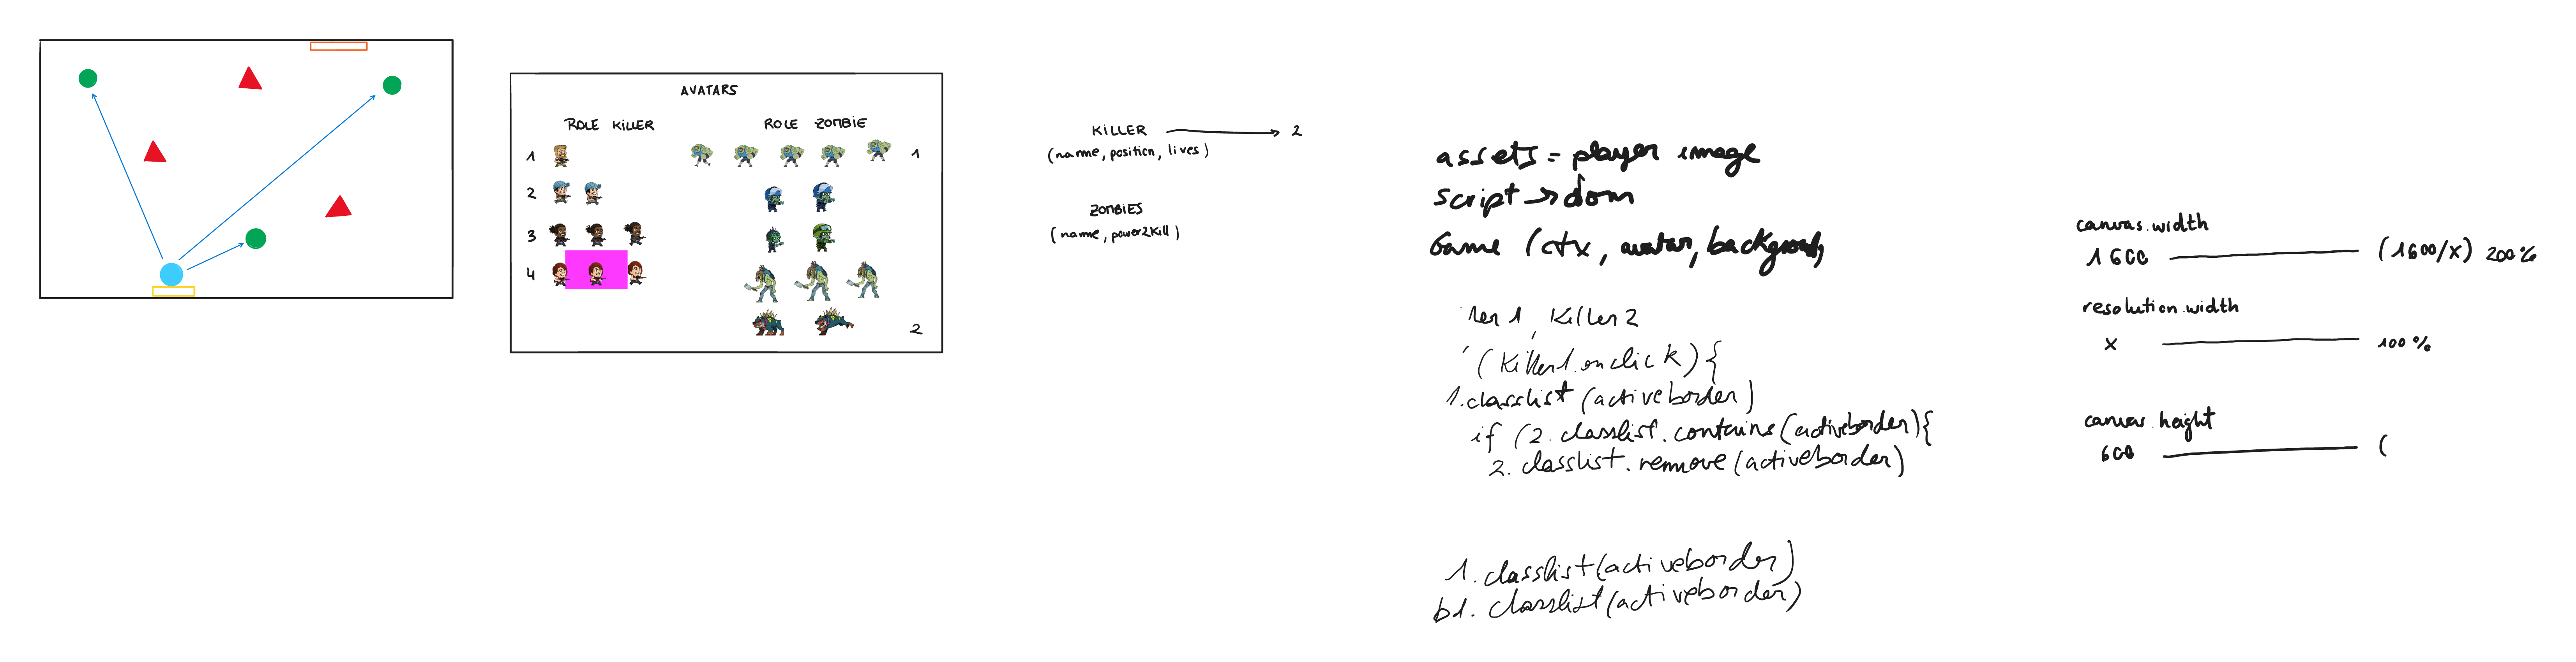 AVATARS
ROLE KILLER
ROLE ZOMBIE
1
1
2
3
4
2
KILLER 2
(name, position, lives)
ZOMBIES
(name, power2kill)
assets = player image
script → dom
Game (ctx, avatar, backgroud)
ler 1, Killer 2
(Killer1.onclick) {
1.classlist (activeborder)
if (2.classlist.contains(activeborder){
2.classlist.remove(activeborder)
1.classlist(activeborder)
b1.classlist(activeborder)
canvas.width
1600 (1600/x) 200%
resolution.width
x 100%
canvas.height
600 (